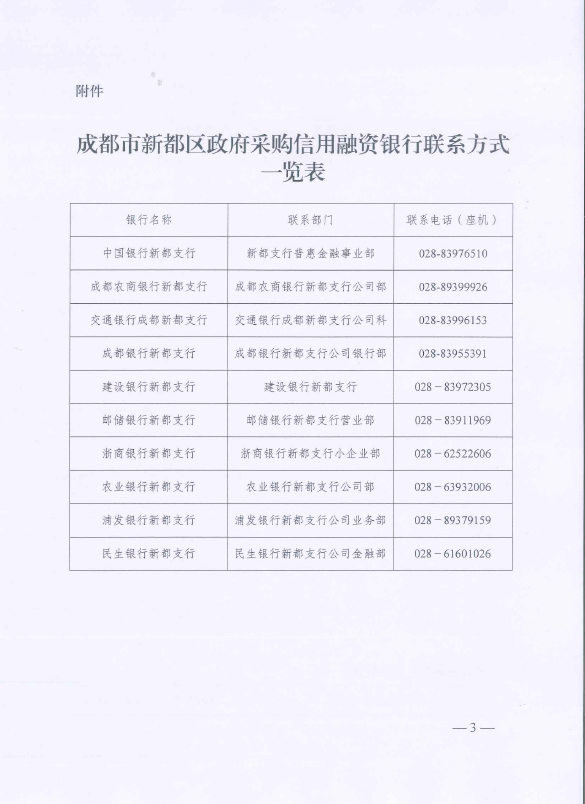 附件
成都市新都区政府采购信用融资银行联系方式
一览表
银行名称 联系部门 联系电话（座机）
中国银行新都支行 新都支行普惠金融事业部 028-83976510
成都农商银行新都支行 成都农商银行新都支行公司部 028-89399926
交通银行成都新都支行 交通银行成都新都支行公司科 028-83996153
成都银行新都支行 成都银行新都支行公司银行部 028-83955391
建设银行新都支行 建设银行新都支行 028－83972305
邮储银行新都支行 邮储银行新都支行营业部 028－83911969
浙商银行新都支行 浙商银行新都支行小企业部 028－62522606
农业银行新都支行 农业银行新都支行公司部 028－63932006
浦发银行新都支行 浦发银行新都支行公司业务部 028－89379159
民生银行新都支行 民生银行新都支行公司金融部 028－61601026
— 3 —